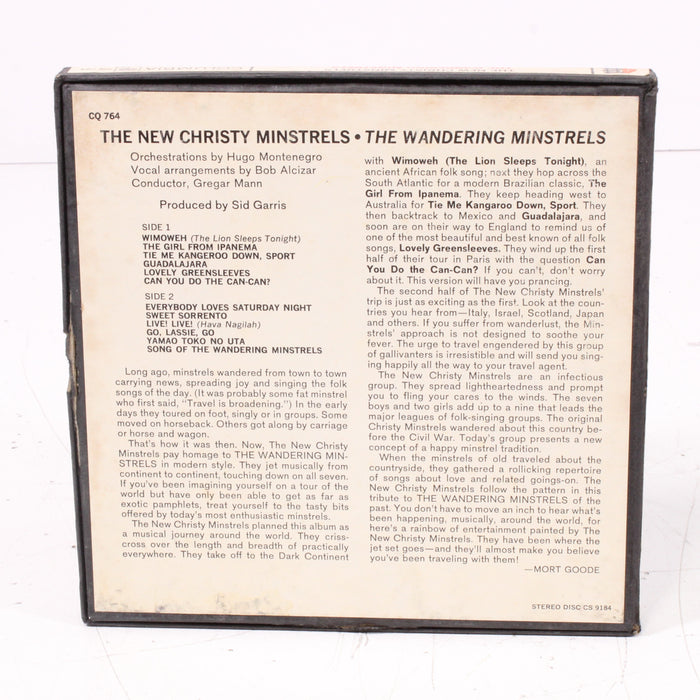 CQ 764
THE NEW CHRISTY MINSTRELS • THE WANDERING MINSTRELS
Orchestrations by Hugo Montenegro
Vocal arrangements by Bob Alcizar
Conductor, Gregar Mann
Produced by Sid Garris
SIDE 1
WIMOWEH (The Lion Sleeps Tonight)
THE GIRL FROM IPANEMA
TIE ME KANGAROO DOWN, SPORT
GUADALAJARA
LOVELY GREENSLEEVES
CAN YOU DO THE CAN-CAN?
SIDE 2
EVERYBODY LOVES SATURDAY NIGHT
SWEET SORRENTO
LIVE! LIVE! (Hava Nagilah)
GO, LASSIE, GO
YAMAO TOKO NO UTA
SONG OF THE WANDERING MINSTRELS
Long ago, minstrels wandered from town to town
carrying news, spreading joy and singing the folk
songs of the day. (It was probably some fat minstrel
who first said, "Travel is broadening.") In the early
days they toured on foot, singly or in groups. Some
moved on horseback. Others got along by carriage
or horse and wagon.
That's how it was then. Now, The New Christy
Minstrels pay homage to THE WANDERING MIN-
STRELS in modern style. They jet musically from
continent to continent, touching down on all seven.
If you've been imagining yourself on a tour of the
world but have only been able to get as far as
exotic pamphlets, treat yourself to the tasty bits
offered by today's most enthusiastic minstrels.
The New Christy Minstrels planned this album as
a musical journey around the world. They criss-
cross over the length and breadth of practically
everywhere. They take off to the Dark Continent
with Wimoweh (The Lion Sleeps Tonight), an
ancient African folk song; next they hop across the
South Atlantic for a modern Brazilian classic, The
Girl From Ipanema. They keep heading west to
Australia for Tie Me Kangaroo Down, Sport. They
then backtrack to Mexico and Guadalajara, and
soon are on their way to England to remind us of
one of the most beautiful and best known of all folk
songs, Lovely Greensleeves. They wind up the first
half of their tour in Paris with the question Can
You Do the Can-Can? If you can't, don't worry
about it. This version will have you prancing.
The second half of The New Christy Minstrels'
trip is just as exciting as the first. Look at the coun-
tries you hear from—Italy, Israel, Scotland, Japan
and others. If you suffer from wanderlust, the Min-
strels' approach is not designed to soothe your
fever. The urge to travel engendered by this group
of gallivanters is irresistible and will send you sing-
ing happily all the way to your travel agent.
The New Christy Minstrels are an infectious
group. They spread lightheartedness and prompt
you to fling your cares to the winds. The seven
boys and two girls add up to a nine that leads the
major leagues of folk-singing groups. The original
Christy Minstrels wandered about this country be-
fore the Civil War. Today's group presents a new
concept of a happy minstrel tradition.
When the minstrels of old traveled about the
countryside, they gathered a rollicking repertoire
of songs about love and related goings-on. The
New Christy Minstrels follow the pattern in this
tribute to THE WANDERING MINSTRELS of the
past. You don't have to move an inch to hear what's
been happening, musically, around the world, for
here's a rainbow of entertainment painted by The
New Christy Minstrels. They have been where the
jet set goes—and they'll almost make you believe
you've been traveling with them!
—MORT GOODE
STEREO DISC CS 9184